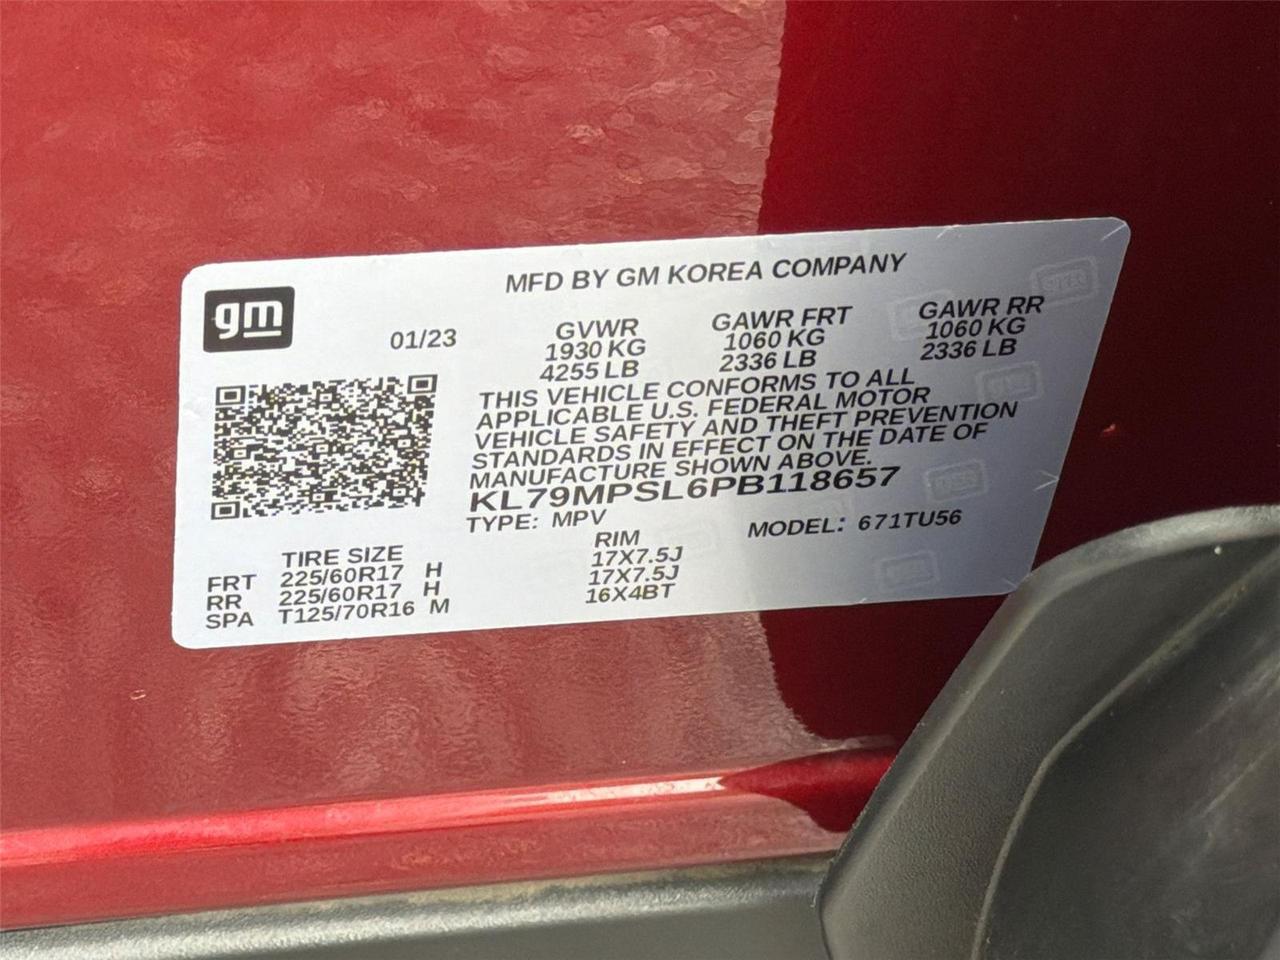 gm
MFD BY GM KOREA COMPANY
01/23
GVWR GAWR FRT GAWR RR
1930 KG 1060 KG 1060 KG
4255 LB 2336 LB 2336 LB
THIS VEHICLE CONFORMS TO ALL
APPLICABLE U.S. FEDERAL MOTOR
VEHICLE SAFETY AND THEFT PREVENTION
STANDARDS IN EFFECT ON THE DATE OF
MANUFACTURE SHOWN ABOVE.
KL79MPSL6PB118657
TYPE: MPV MODEL: 671TU56
TIRE SIZE RIM
FRT 225/60R17 H 17X7.5J
RR 225/60R17 H 17X7.5J
SPA T125/70R16 M 16X4BT